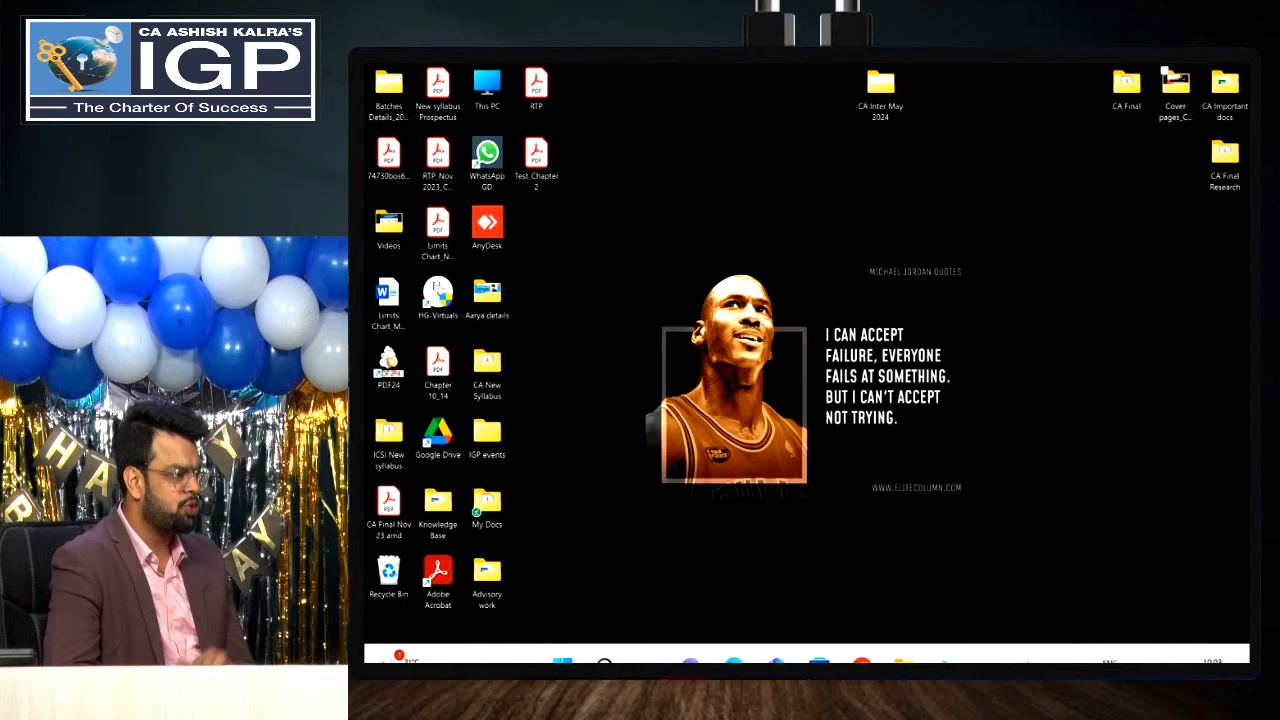 CA ASHISH KALRA'S
IGP
The Charter Of Success
Batches
Details_20...
New syllabus
Prospectus
This PC
RTP
CA Inter May
2024
CA Final
Cover
pages_C...
CA Important
docs
74730bos6...
RTP_Nov
2023_C...
WhatsApp
GD
Test_Chapter
2
CA Final
Research
Videos
Limits
Chart_N...
AnyDesk
Limits
Chart_M...
HG-Virtuals
Aarya details
PDF24
Chapter
10_14
CA New
Syllabus
ICSI New
syllabus
Google Drive
IGP events
CA Final Nov
23 amd
Knowledge
Base
My Docs
Recycle Bin
Adobe
Acrobat
Advisory
work
MICHAEL JORDAN QUOTES
I CAN ACCEPT
FAILURE, EVERYONE
FAILS AT SOMETHING.
BUT I CAN'T ACCEPT
NOT TRYING.
WWW.ELITECOLUMN.COM
1